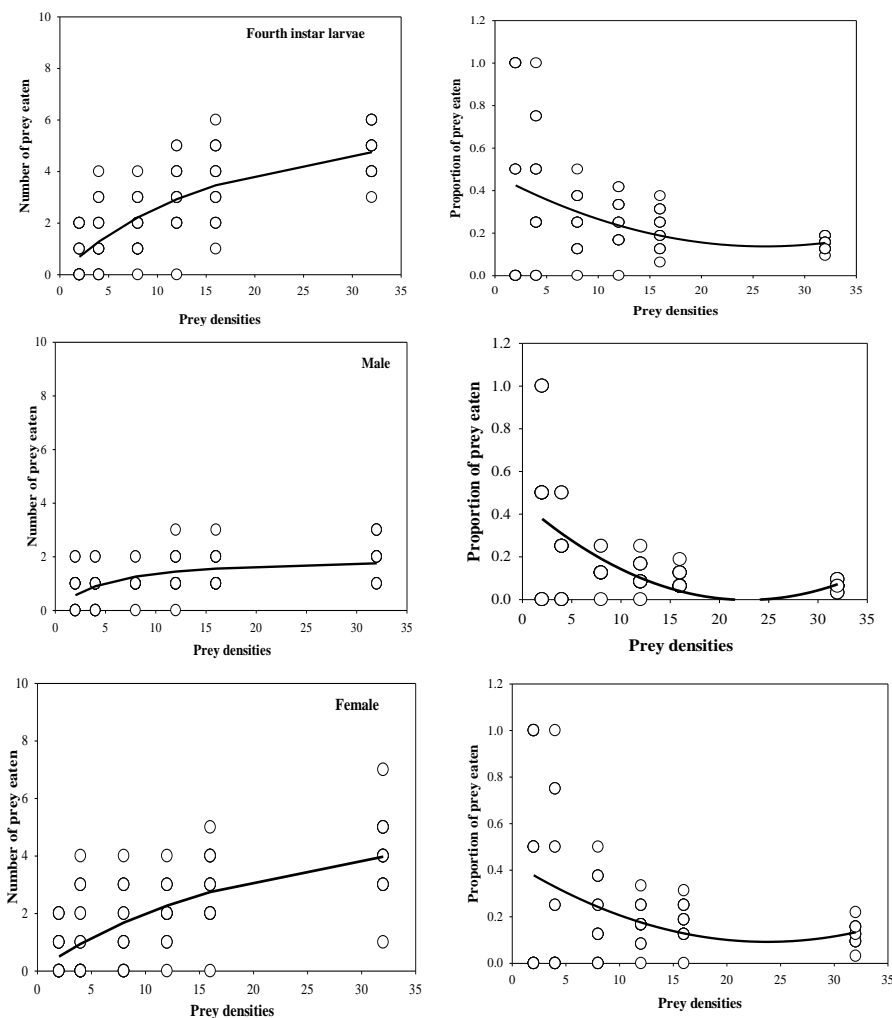 Fourth instar larvae
Number of prey eaten
10
8
6
4
2
0
0 5 10 15 20 25 30 35
Prey densities
Proportion of prey eaten
1.2
1.0
0.8
0.6
0.4
0.2
0.0
0 5 10 15 20 25 30 35
Prey densities
Male
Number of prey eaten
10
8
6
4
2
0
0 5 10 15 20 25 30 35
Prey densities
Proportion of prey eaten
1.2
1.0
0.8
0.6
0.4
0.2
0.0
0 5 10 15 20 25 30 35
Prey densities
Female
Number of prey eaten
10
8
6
4
2
0
0 5 10 15 20 25 30 35
Prey densities
Proportion of prey eaten
1.2
1.0
0.8
0.6
0.4
0.2
0.0
0 5 10 15 20 25 30 35
Prey densities